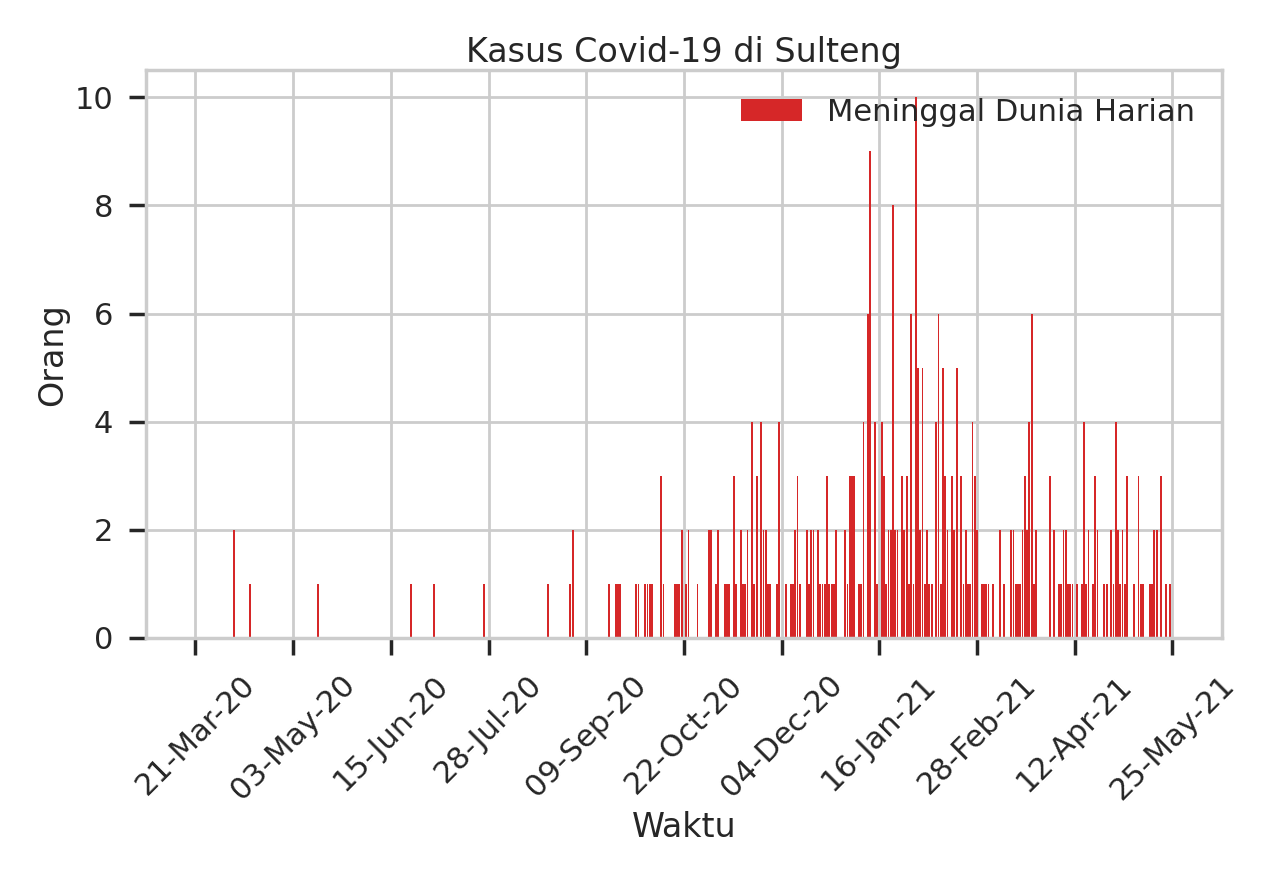 Kasus Covid-19 di Sulteng
Meninggal Dunia Harian
Orang
10
8
6
4
2
0
21-Mar-20
03-May-20
15-Jun-20
28-Jul-20
09-Sep-20
22-Oct-20
04-Dec-20
16-Jan-21
28-Feb-21
12-Apr-21
25-May-21
Waktu